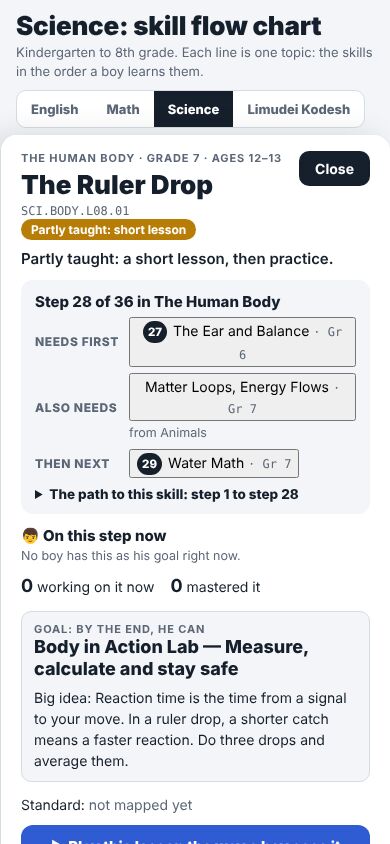 Science: skill flow chart
Kindergarten to 8th grade. Each line is one topic: the skills
in the order a boy learns them.
English Math Science Limudei Kodesh
THE HUMAN BODY · GRADE 7 · AGES 12–13
Close
The Ruler Drop
SCI.BODY.L08.01
Partly taught: short lesson
Partly taught: a short lesson, then practice.
Step 28 of 36 in The Human Body
NEEDS FIRST 27 The Ear and Balance · Gr
6
ALSO NEEDS Matter Loops, Energy Flows ·
Gr 7
from Animals
THEN NEXT 29 Water Math · Gr 7
▶ The path to this skill: step 1 to step 28
👦 On this step now
No boy has this as his goal right now.
0 working on it now 0 mastered it
GOAL: BY THE END, HE CAN
Body in Action Lab — Measure,
calculate and stay safe
Big idea: Reaction time is the time from a signal
to your move. In a ruler drop, a shorter catch
means a faster reaction. Do three drops and
average them.
Standard: not mapped yet